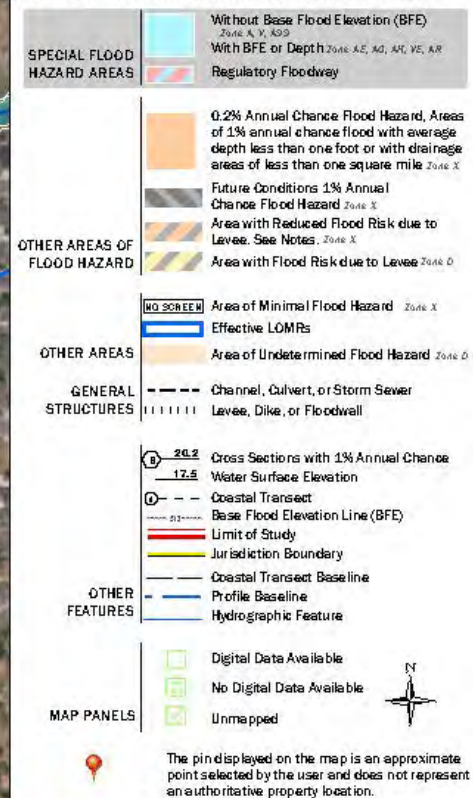 SPECIAL FLOOD
HAZARD AREAS
Without Base Flood Elevation (BFE)
Zone A, V, A99
With BFE or Depth Zone AE, AO, AH, VE, AR
Regulatory Floodway
OTHER AREAS OF
FLOOD HAZARD
0.2% Annual Chance Flood Hazard, Areas
of 1% annual chance flood with average
depth less than one foot or with drainage
areas of less than one square mile Zone X
Future Conditions 1% Annual
Chance Flood Hazard Zone X
Area with Reduced Flood Risk due to
Levee. See Notes. Zone X
Area with Flood Risk due to Levee Zone D
OTHER AREAS
NO SCREEN Area of Minimal Flood Hazard Zone X
Effective LOMRs
Area of Undetermined Flood Hazard Zone D
GENERAL
STRUCTURES
Channel, Culvert, or Storm Sewer
Levee, Dike, or Floodwall
OTHER
FEATURES
B 20.2 Cross Sections with 1% Annual Chance
17.5 Water Surface Elevation
Coastal Transect
Base Flood Elevation Line (BFE)
Limit of Study
Jurisdiction Boundary
Coastal Transect Baseline
Profile Baseline
Hydrographic Feature
MAP PANELS
Digital Data Available
No Digital Data Available
Unmapped
N
The pin displayed on the map is an approximate
point selected by the user and does not represent
an authoritative property location.